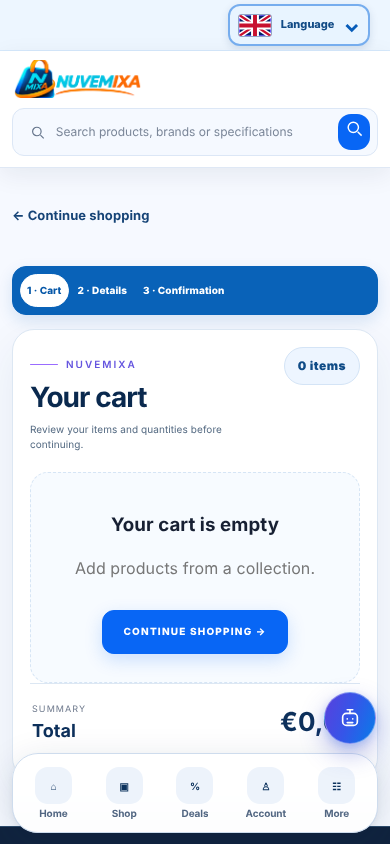 Language
NUVEMIXA
Search products, brands or specifications
← Continue shopping
1 · Cart 2 · Details 3 · Confirmation
NUVEMIXA
0 items
Your cart
Review your items and quantities before
continuing.
Your cart is empty
Add products from a collection.
CONTINUE SHOPPING →
SUMMARY
Total
€0,
Home Shop Deals Account More